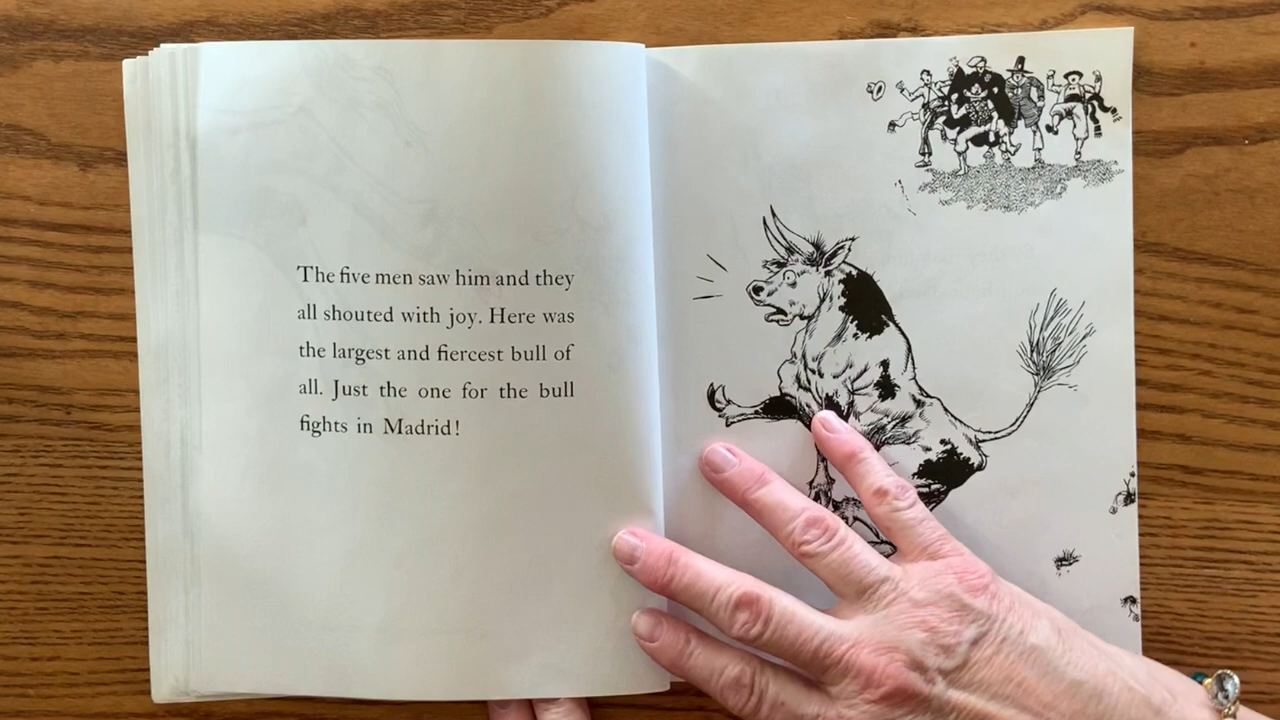 The five men saw him and they
all shouted with joy. Here was
the largest and fiercest bull of
all. Just the one for the bull
fights in Madrid!